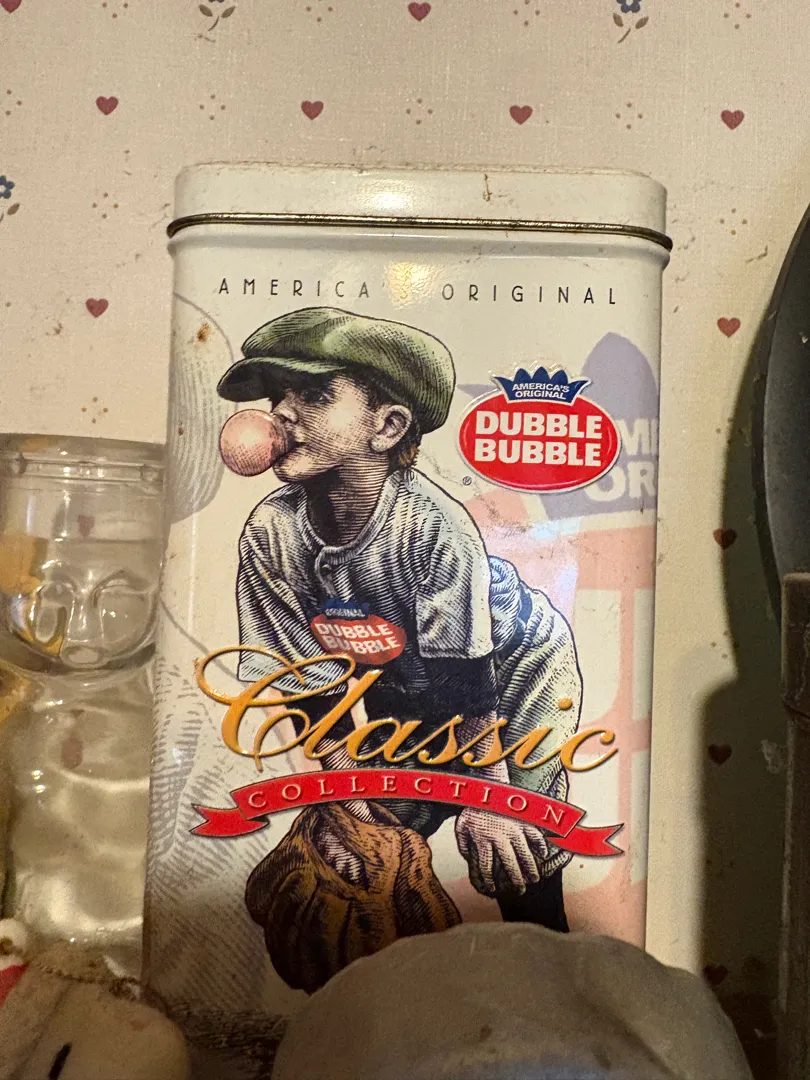 AMERICA'S ORIGINAL
AMERICA'S
ORIGINAL
DUBBLE
BUBBLE
®
ORIGINAL
DUBBLE
BUBBLE
Classic
COLLECTION